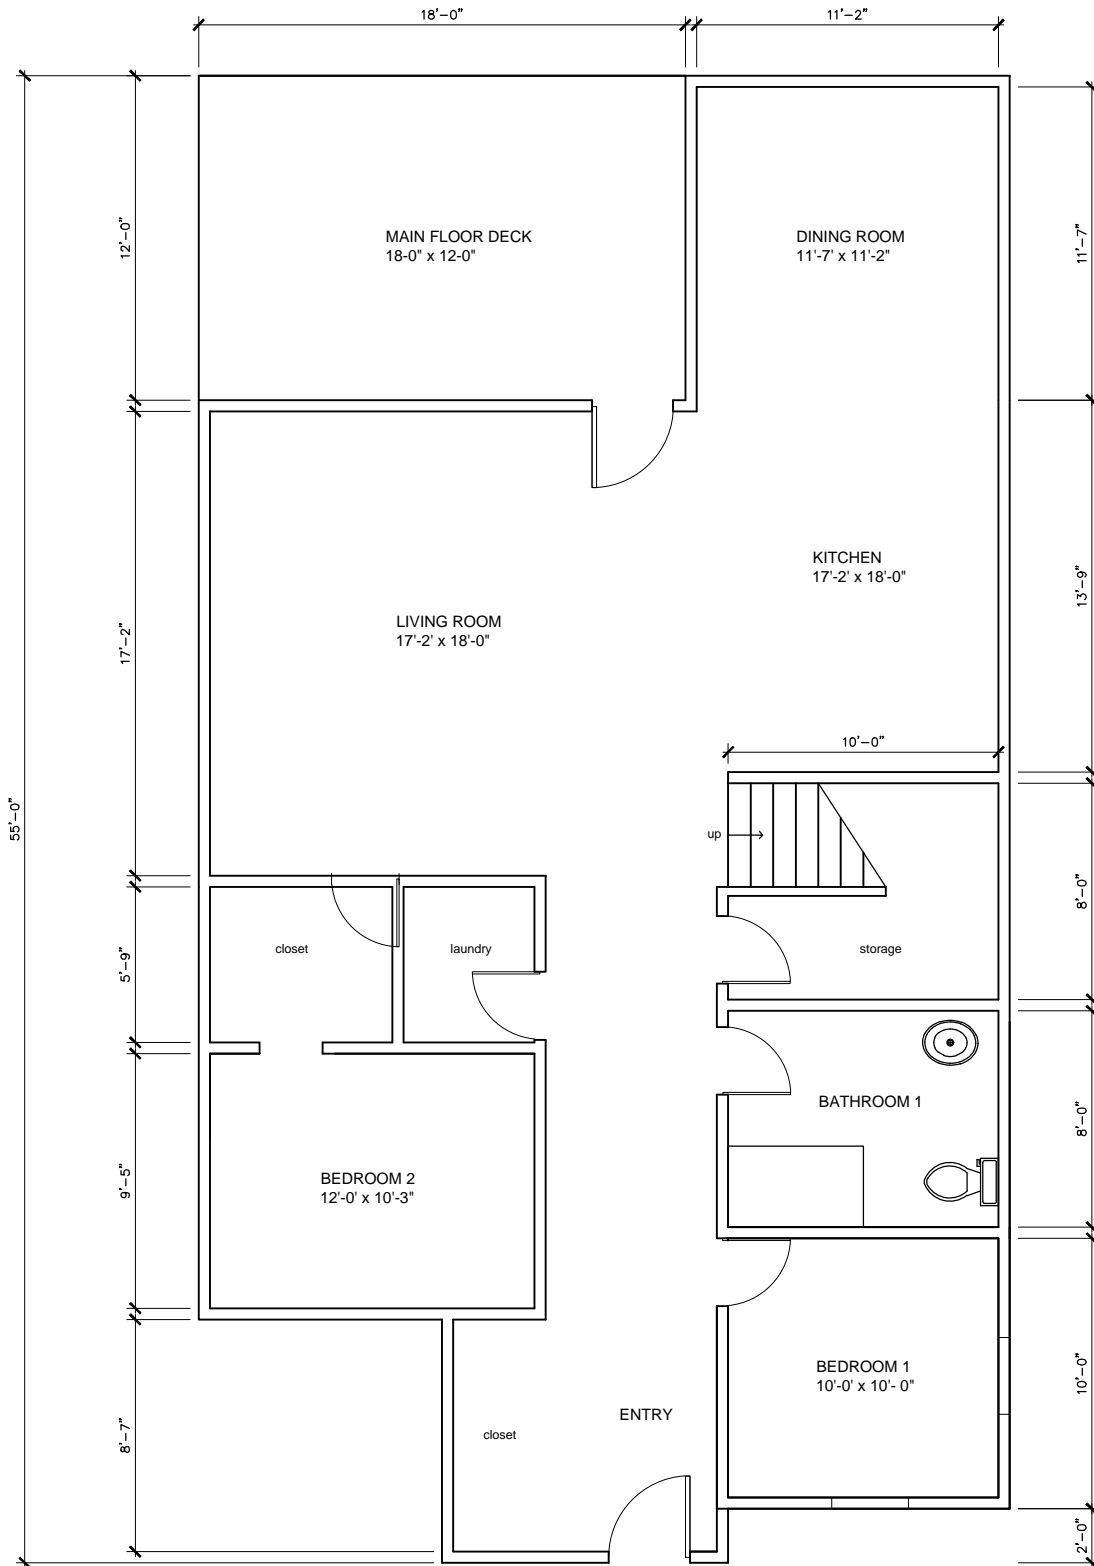 18'-0"
11'-2"
MAIN FLOOR DECK
18-0" x 12-0"
DINING ROOM
11'-7' x 11'-2"
12'-0"
11'-7"
KITCHEN
17'-2' x 18'-0"
LIVING ROOM
17'-2' x 18'-0"
17'-2"
13'-9"
10'-0"
55'-0"
up
8'-0"
closet
laundry
storage
5'-9"
BATHROOM 1
8'-0"
BEDROOM 2
12'-0' x 10'-3"
9'-5"
BEDROOM 1
10'-0' x 10'- 0"
10'-0"
ENTRY
closet
8'-7"
2'-0"